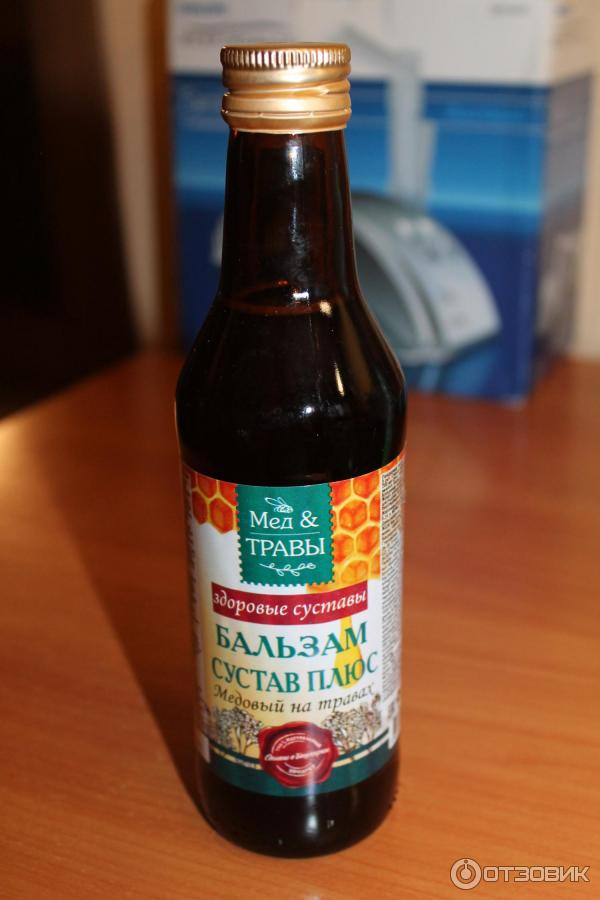 Мед &
ТРАВЫ
здоровые суставы
БАЛЬЗАМ
СУСТАВ ПЛЮС
Медовый на травах
ОТЗОВИК